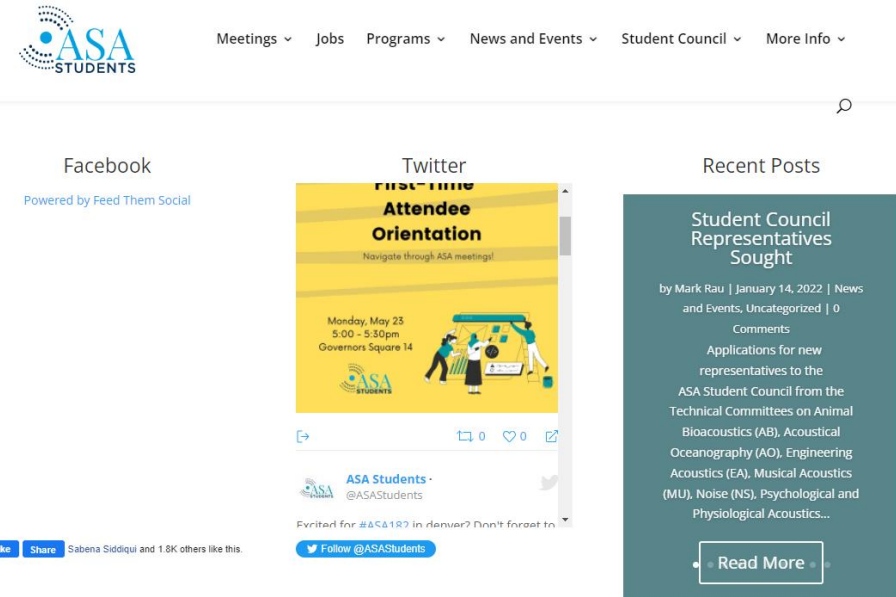 ASA
STUDENTS
Meetings
Jobs
Programs
News and Events
Student Council
More Info
Facebook
Powered by Feed Them Social
Share
Sabena Siddiqui and 1.8K others like this.
Twitter
First-Time
Attendee
Orientation
Navigate through ASA meetings!
Monday, May 23
5:00 - 5:30pm
Governors Square 14
ASA
STUDENTS
0
0
ASA
STUDENTS
ASA Students ·
@ASAStudents
Excited for #ASA182 in denver? Don't forget to
Follow @ASAStudents
Recent Posts
Student Council
Representatives
Sought
by Mark Rau | January 14, 2022 | News
and Events, Uncategorized | 0
Comments
Applications for new
representatives to the
ASA Student Council from the
Technical Committees on Animal
Bioacoustics (AB), Acoustical
Oceanography (AO), Engineering
Acoustics (EA), Musical Acoustics
(MU), Noise (NS), Psychological and
Physiological Acoustics...
Read More